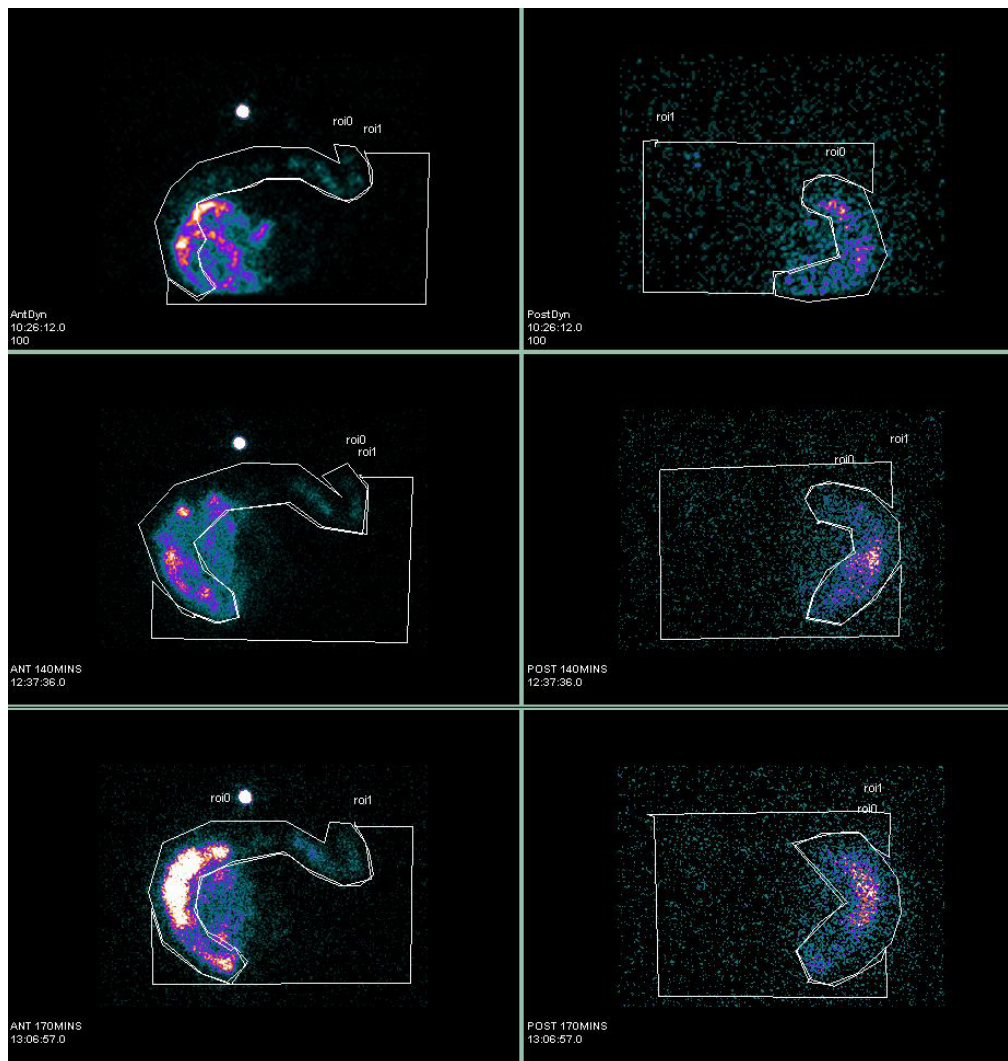 roi0
roi1
AntDyn
10:26:12.0
100
roi1
roi0
PostDyn
10:26:12.0
100
roi0
roi1
ANT 140MINS
12:37:36.0
roi1
roi0
POST 140MINS
12:37:36.0
roi0
roi1
ANT 170MINS
13:06:57.0
roi1
roi0
POST 170MINS
13:06:57.0